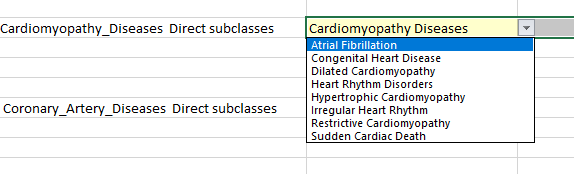 Cardiomyopathy_Diseases Direct subclasses
Cardiomyopathy Diseases
Atrial Fibrillation
Congenital Heart Disease
Dilated Cardiomyopathy
Heart Rhythm Disorders
Hypertrophic Cardiomyopathy
Irregular Heart Rhythm
Restrictive Cardiomyopathy
Sudden Cardiac Death
Coronary_Artery_Diseases Direct subclasses